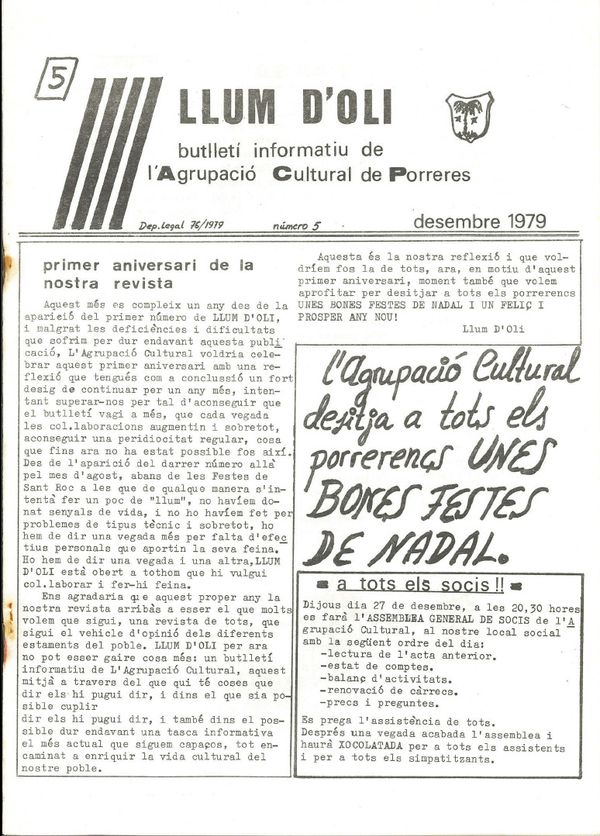 5
LLUM D'OLI
butlletí informatiu de
l'Agrupació Cultural de Porreres
Dep. Legal 76/1979 número 5 desembre 1979
primer aniversari de la
nostra revista
Aquest més es compleix un any des de la
aparició del primer número de LLUM D'OLI,
i malgrat les deficiències i dificultats
que sofrim per dur endavant aquesta publi
cació, L'Agrupació Cultural voldria cele-
brar aquest primer aniversari amb una re-
flexió que tengués com a conclussió un fort
desig de continuar per un any més, inten-
tant superar-nos per tal d'aconseguir que
el butlletí vagi a més, que cada vegada
les col.laboracions augmentin i sobretot,
aconseguir una periodicitat regular, cosa
que fins ara no ha estat possible fos així.
Des de l'aparició del darrer número allà
pel mes d'agost, abans de les Festes de
Sant Roc a les que de qualque manera s'in-
tentà fer un poc de "llum", no havíem do-
nat senyals de vida, i no ho havíem fet per
problemes de tipus tècnic i sobretot, ho
hem de dir una vegada més per falta d'efec
tius personals que aportin la seva feina.
Ho hem de dir una vegada i una altra,LLUM
D'OLI està obert a tothom que hi vulgui
col.laborar i fer-hi feina.
Ens agradaria que aquest proper any la
nostra revista arribàs a esser el que molts
volem que sigui, una revista de tots, que
sigui el vehicle d'opinió dels diferents
estaments del poble. LLUM D'OLI per ara
no pot esser gaire cosa més: un butlletí
informatiu de L'Agrupació Cultural, aquest
mitjà a travers del que qui té coses que
dir els hi pugui dir, i dins el que sia po-
sible cuplir
dir els hi pugui dir, i també dins el pos-
sible dur endavant una tasca informativa
el més actual que siguem capaços, tot en-
caminat a enriquir la vida cultural del
nostre poble.
Aquesta és la nostra reflexió i que vol-
dríem fos la de tots, ara, en motiu d'aquest
primer aniversari, moment també que volem
aprofitar per desitjar a tots els porrerencs
UNES BONES FESTES DE NADAL I UN FELIÇ I
PROSPER ANY NOU!
Llum D'Oli
l'Agrupació Cultural
desitja a tots els
porrerencs UNES
BONES FESTES
DE NADAL.
a tots els socis!!
Dijous dia 27 de desembre, a les 20,30 hores
es farà l'ASSEMBLEA GENERAL DE SOCIS de l'A
grupació Cultural, al nostre local social
amb la següent ordre del dia:
-lectura de l'acta anterior.
-estat de comptes.
-balanç d'activitats.
-renovació de càrrecs.
-precs i preguntes.
Es prega l'assistència de tots.
Després una vegada acabada l'assemblea i
haurà XOCOLATADA per a tots els assistents
i per a tots els simpatitzants.